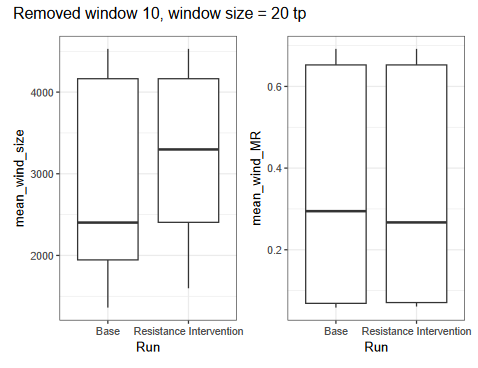 Removed window 10, window size = 20 tp
mean_wind_size
4000
3000
2000
Base
Resistance Intervention
Run
mean_wind_MR
0.6
0.4
0.2
Base
Resistance Intervention
Run